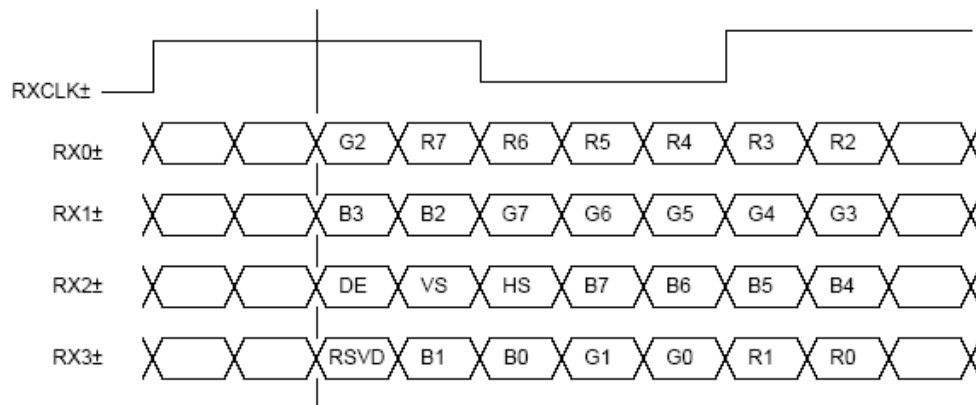 RXCLK±
RX0± G2 R7 R6 R5 R4 R3 R2
RX1± B3 B2 G7 G6 G5 G4 G3
RX2± DE VS HS B7 B6 B5 B4
RX3± RSVD B1 B0 G1 G0 R1 R0